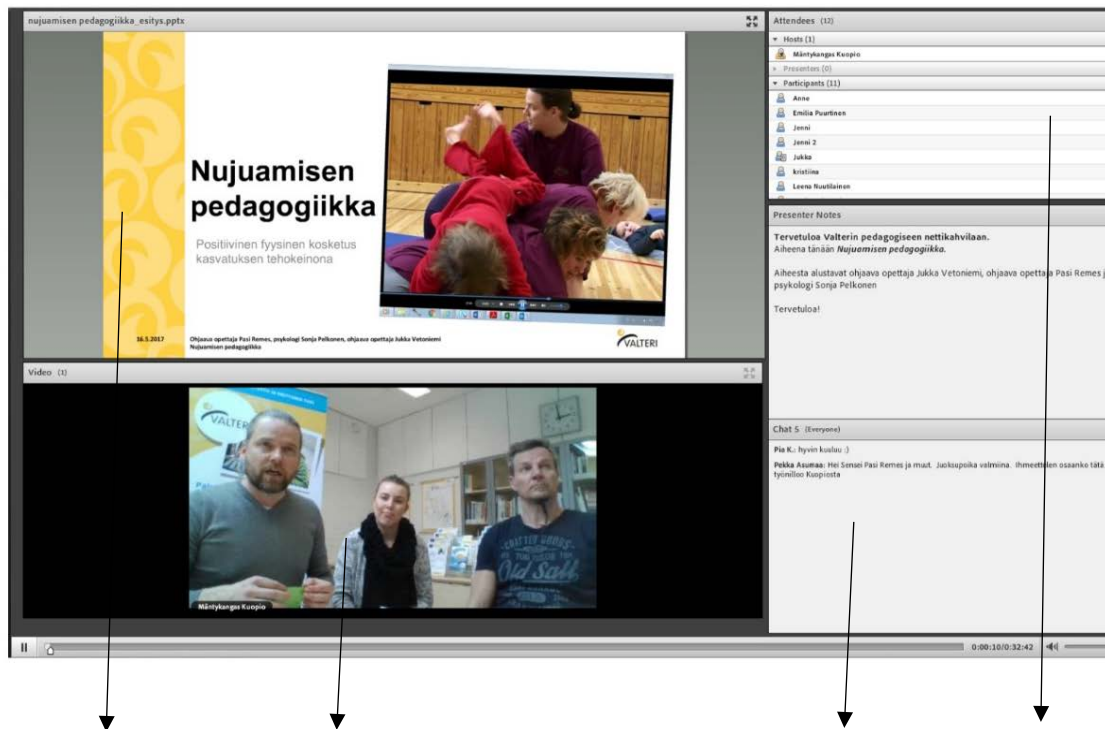 nujuamisen pedagogiikka_esitys.pptx
Nujuamisen
pedagogiikka
Positiivinen fyysinen kosketus
kasvatuksen tehokeinona
16.5.2017
Ohjaava opettaja Pasi Remes, psykologi Sonja Pelkonen, ohjaava opettaja Jukka Vetoniemi
Nujuamisen pedagogiikka
VALTERI
Video (1)
VALTERI
CRITTER GOODS
Old Salt
Mäntykangas Kuopio
Attendees (12)
Hosts (1)
Mäntykangas Kuopio
Presenters (0)
Participants (11)
Anne
Emilia Puurtinen
Jenni
Jenni 2
Jukka
kristiina
Leena Nuutilainen
Presenter Notes
Tervetuloa Valterin pedagogiseen nettikahvilaan.
Aiheena tänään Nujuamisen pedagogiikka.
Aiheesta alustavat ohjaava opettaja Jukka Vetoniemi, ohjaava opettaja Pasi Remes j
psykologi Sonja Pelkonen
Tervetuloa!
Chat 5 (Everyone)
Pia K.: hyvin kuuluu :)
Pekka Asumaa: Hei Sensei Pasi Remes ja muut. Juoksupoika valmiina. Ihmeettelen osaanko tätä
työnilloo Kuopiosta
0:00:10/0:32:42